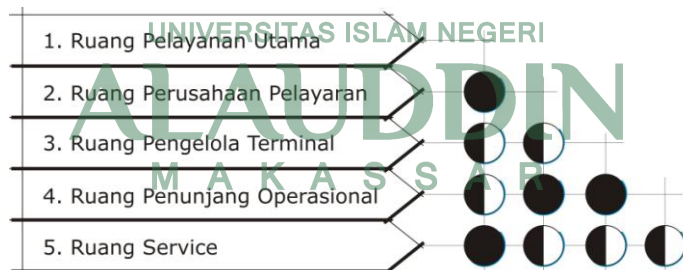 UNIVERSITAS ISLAM NEGERI
1. Ruang Pelayanan Utama
ALAUDDIN
2. Ruang Perusahaan Pelayaran
3. Ruang Pengelola Terminal
MAKASSAR
4. Ruang Penunjang Operasional
5. Ruang Service